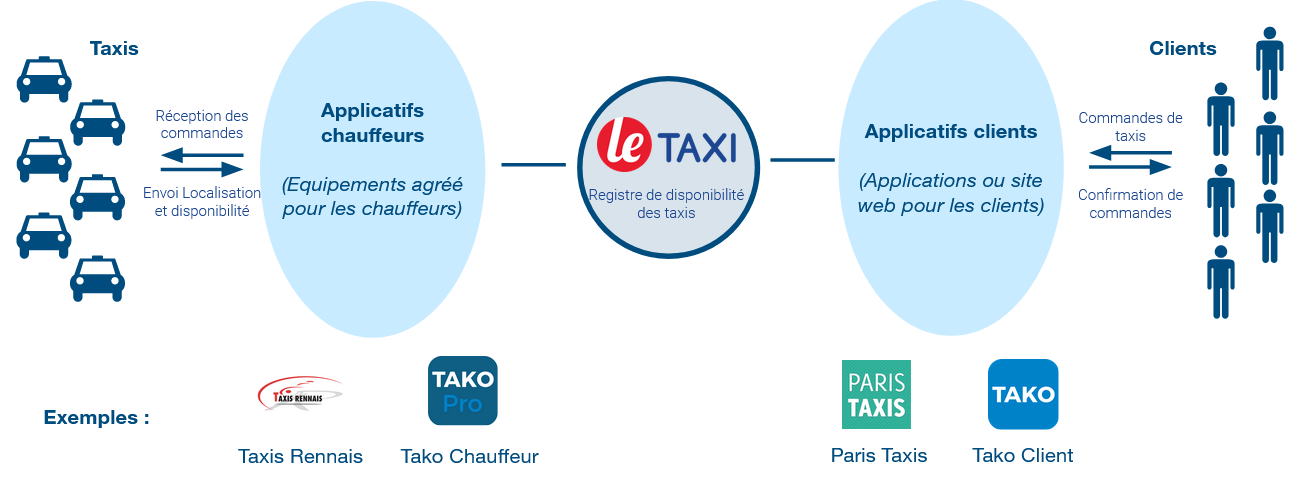 Taxis
Réception des
commandes
Envoi Localisation
et disponibilité
Applicatifs
chauffeurs
(Equipements agréé
pour les chauffeurs)
le TAXI
Registre de disponibilité
des taxis
Applicatifs clients
(Applications ou site
web pour les clients)
Clients
Commandes de
taxis
Confirmation de
commandes
Exemples :
TAXIS RENNAIS
Taxis Rennais
TAKO
Pro
Tako Chauffeur
PARIS
TAXIS
Paris Taxis
TAKO
Tako Client